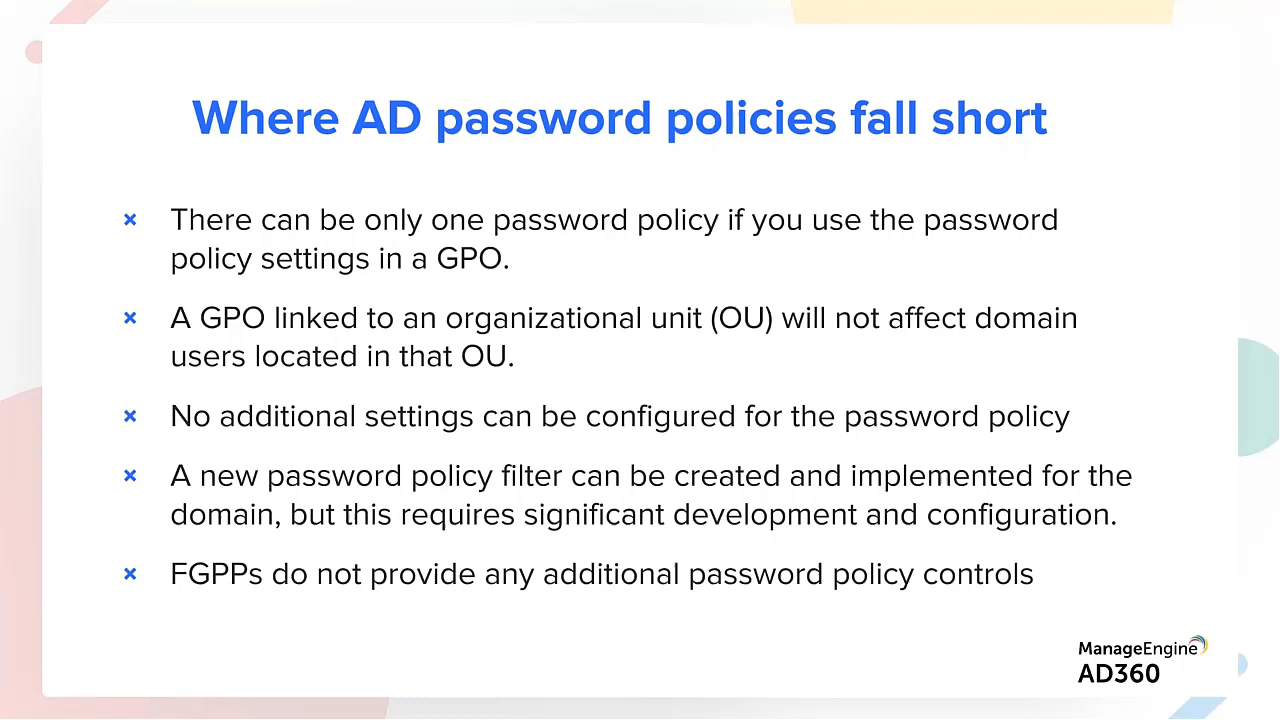 Where AD password policies fall short
× There can be only one password policy if you use the password
policy settings in a GPO.
× A GPO linked to an organizational unit (OU) will not affect domain
users located in that OU.
× No additional settings can be configured for the password policy
× A new password policy filter can be created and implemented for the
domain, but this requires significant development and configuration.
× FGPPs do not provide any additional password policy controls
ManageEngine
AD360